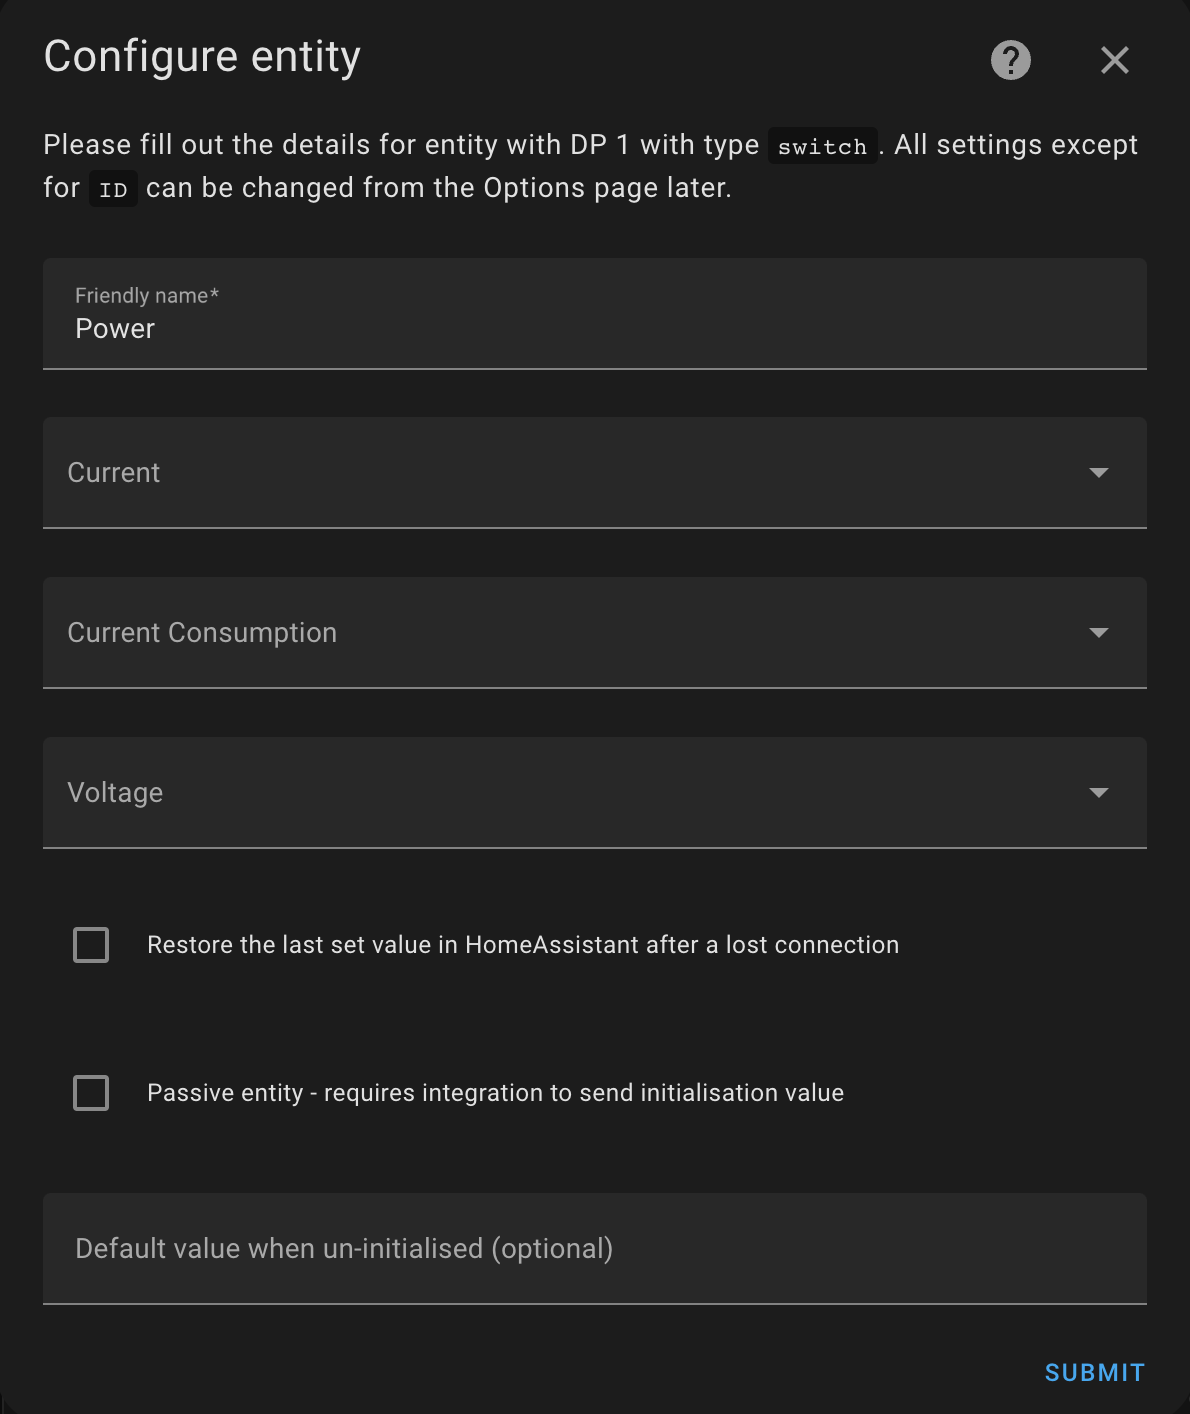 Configure entity
Please fill out the details for entity with DP 1 with type switch. All settings except
for ID can be changed from the Options page later.
Friendly name*
Power
Current
Current Consumption
Voltage
Restore the last set value in HomeAssistant after a lost connection
Passive entity - requires integration to send initialisation value
Default value when un-initialised (optional)
SUBMIT